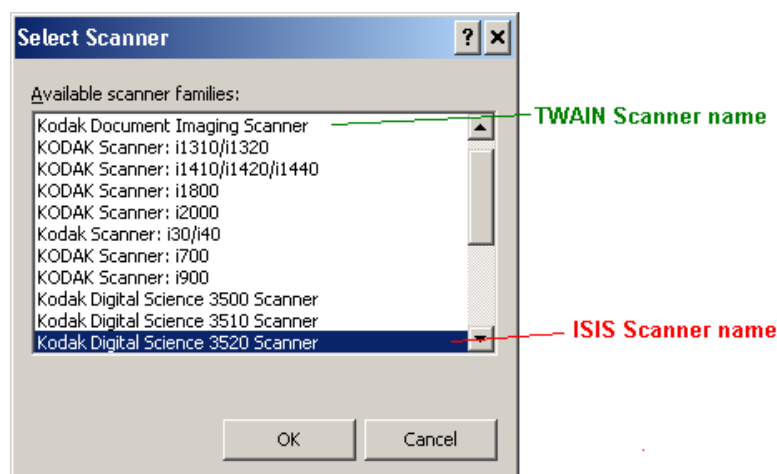 Select Scanner
Available scanner families:
Kodak Document Imaging Scanner
TWAIN Scanner name
KODAK Scanner: i1310/i1320
KODAK Scanner: i1410/i1420/i1440
KODAK Scanner: i1800
KODAK Scanner: i2000
Kodak Scanner: i30/i40
KODAK Scanner: i700
KODAK Scanner: i900
Kodak Digital Science 3500 Scanner
Kodak Digital Science 3510 Scanner
Kodak Digital Science 3520 Scanner
ISIS Scanner name
OK
Cancel